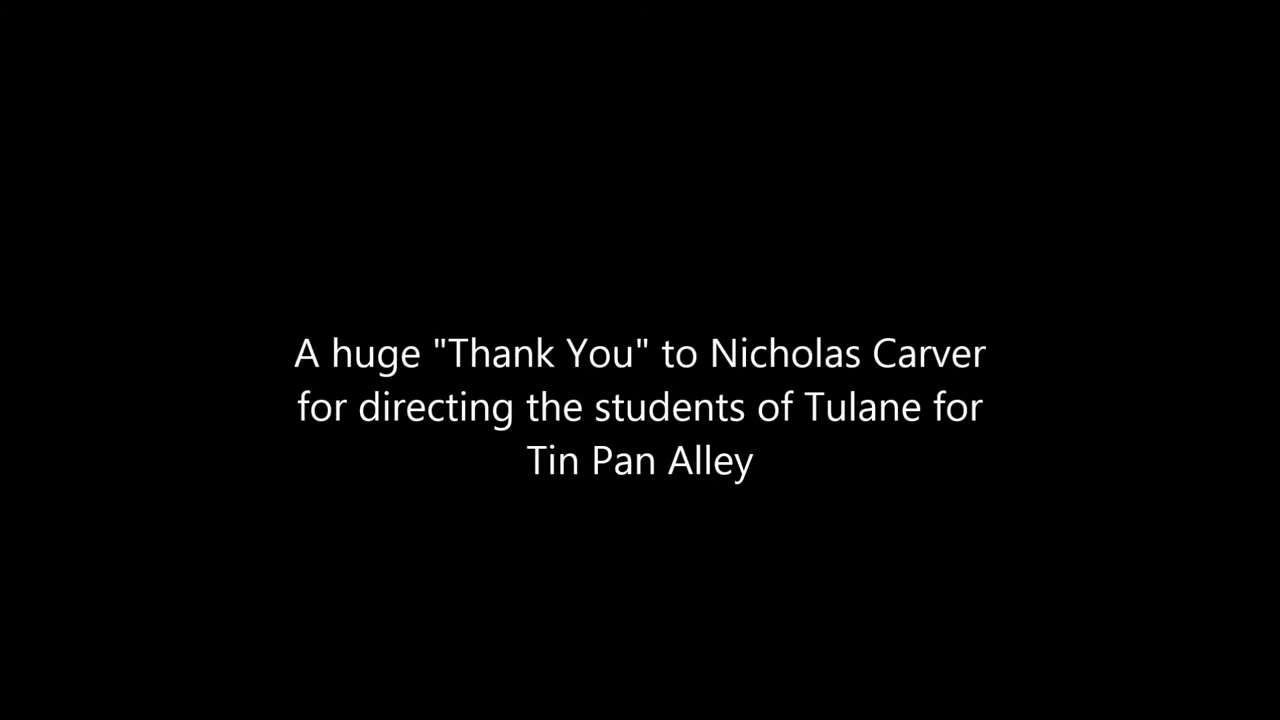 A huge "Thank You" to Nicholas Carver
for directing the students of Tulane for
Tin Pan Alley